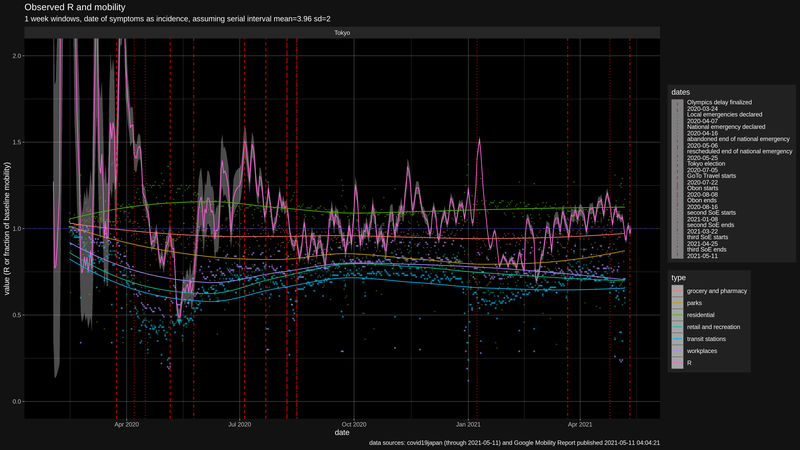 Observed R and mobility
1 week windows, date of symptoms as incidence, assuming serial interval mean=3.96 sd=2
Tokyo
value (R or fraction of baseline mobility)
2.0
1.5
1.0
0.5
0.0
Apr 2020
Jul 2020
Oct 2020
Jan 2021
Apr 2021
date
data sources: covid19japan (through 2021-05-11) and Google Mobility Report published 2021-05-11 04:04:21
dates
Olympics delay finalized
2020-03-24
Local emergencies declared
2020-04-07
National emergency declared
2020-04-16
abandoned end of national emergency
2020-05-06
rescheduled end of national emergency
2020-05-25
Tokyo election
2020-07-05
GoTo Travel starts
2020-07-22
Obon starts
2020-08-08
Obon ends
2020-08-16
second SoE starts
2021-01-08
second SoE ends
2021-03-22
third SoE starts
2021-04-25
third SoE ends
2021-05-11
type
grocery and pharmacy
parks
residential
retail and recreation
transit stations
workplaces
R